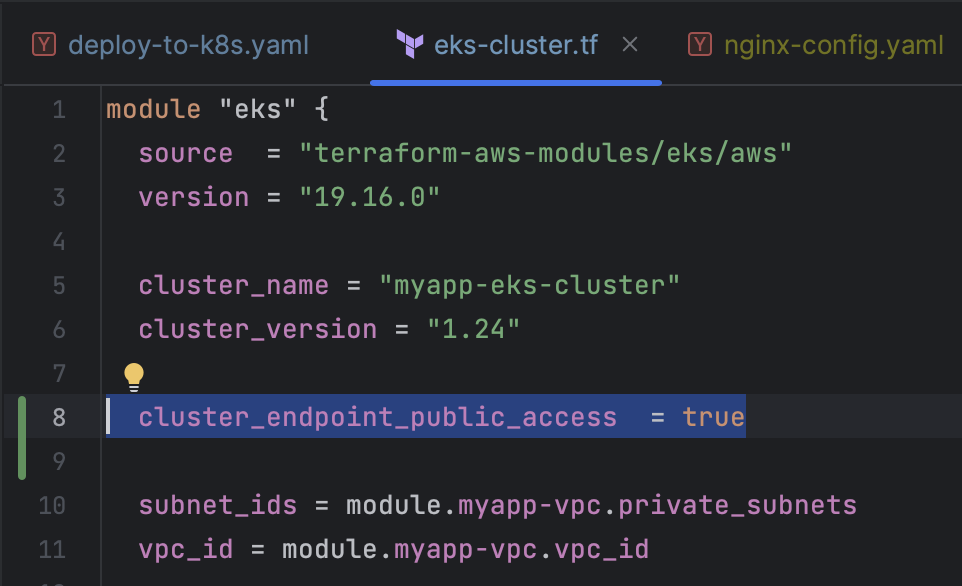 deploy-to-k8s.yaml eks-cluster.tf nginx-config.yaml
1 module "eks" {
2 source = "terraform-aws-modules/eks/aws"
3 version = "19.16.0"
4
5 cluster_name = "myapp-eks-cluster"
6 cluster_version = "1.24"
7
8 cluster_endpoint_public_access = true
9
10 subnet_ids = module.myapp-vpc.private_subnets
11 vpc_id = module.myapp-vpc.vpc_id